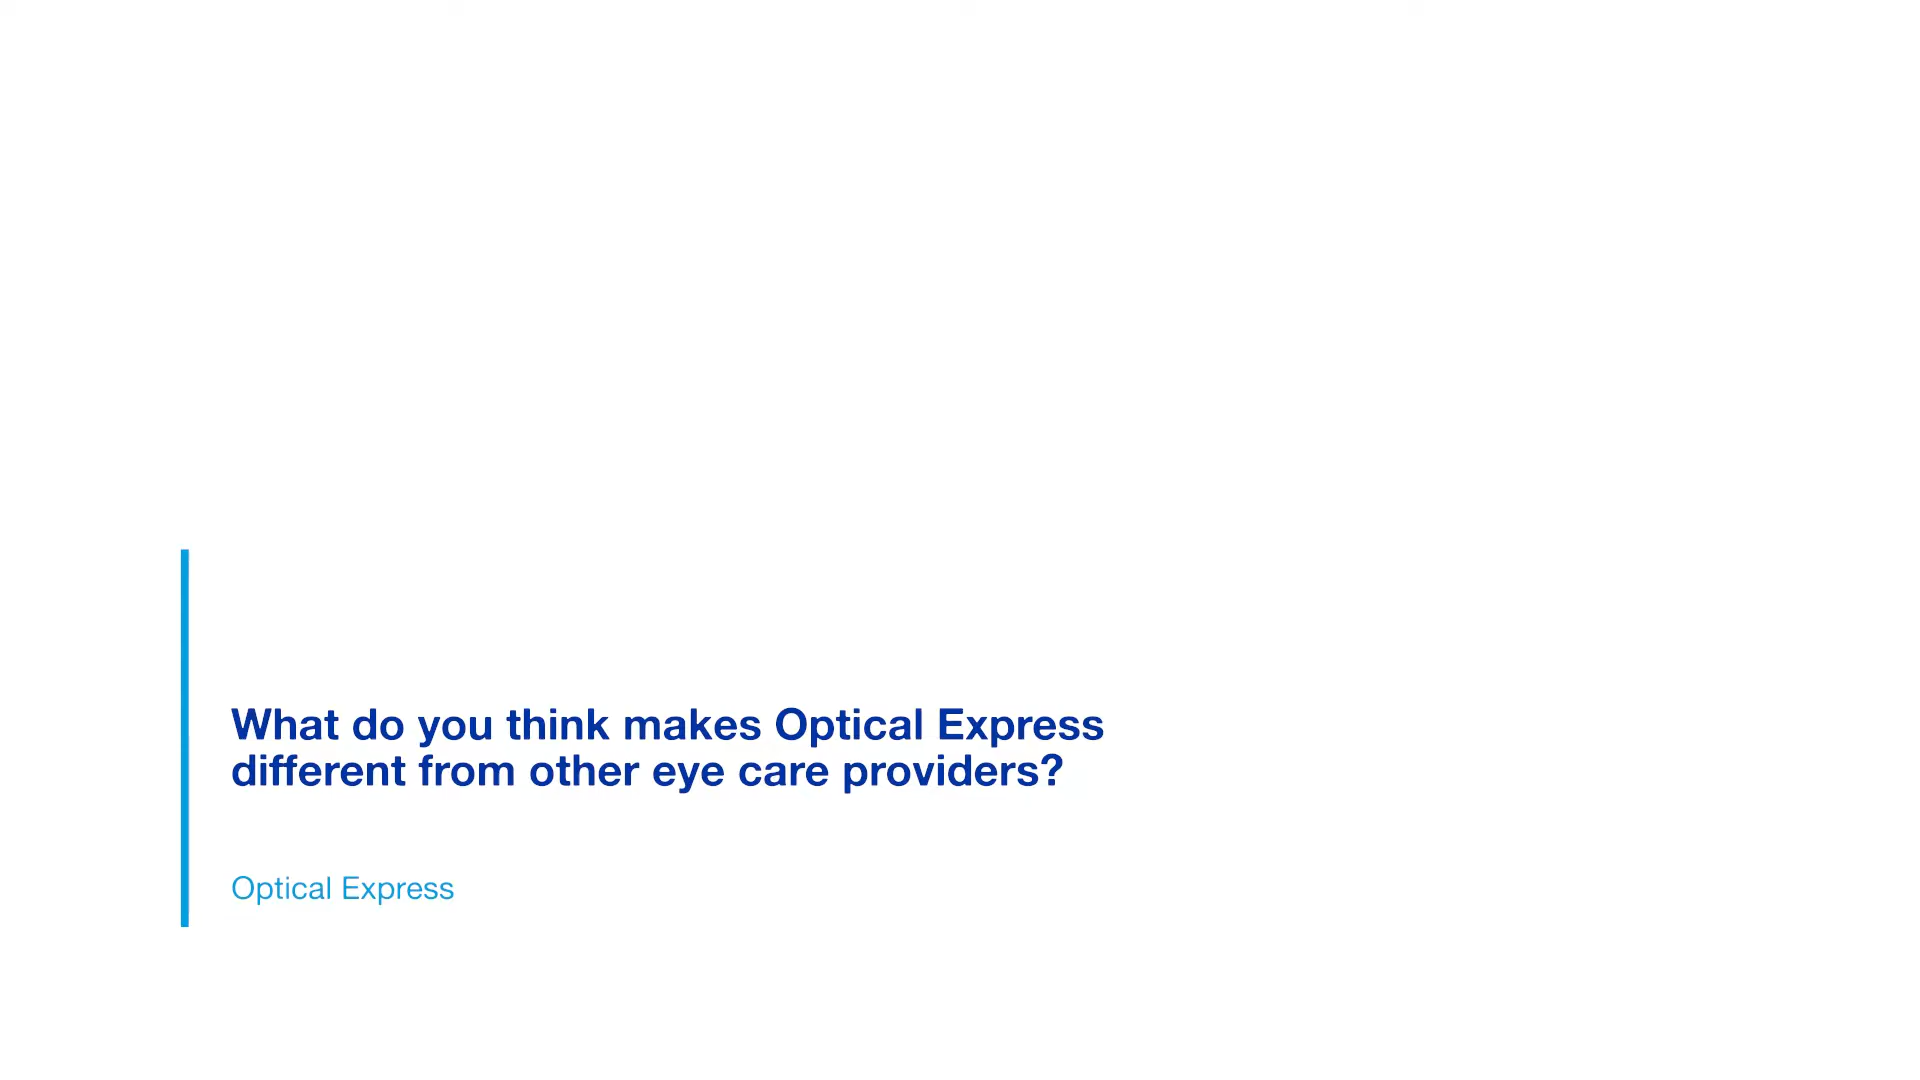 What do you think makes Optical Express
different from other eye care providers?
Optical Express